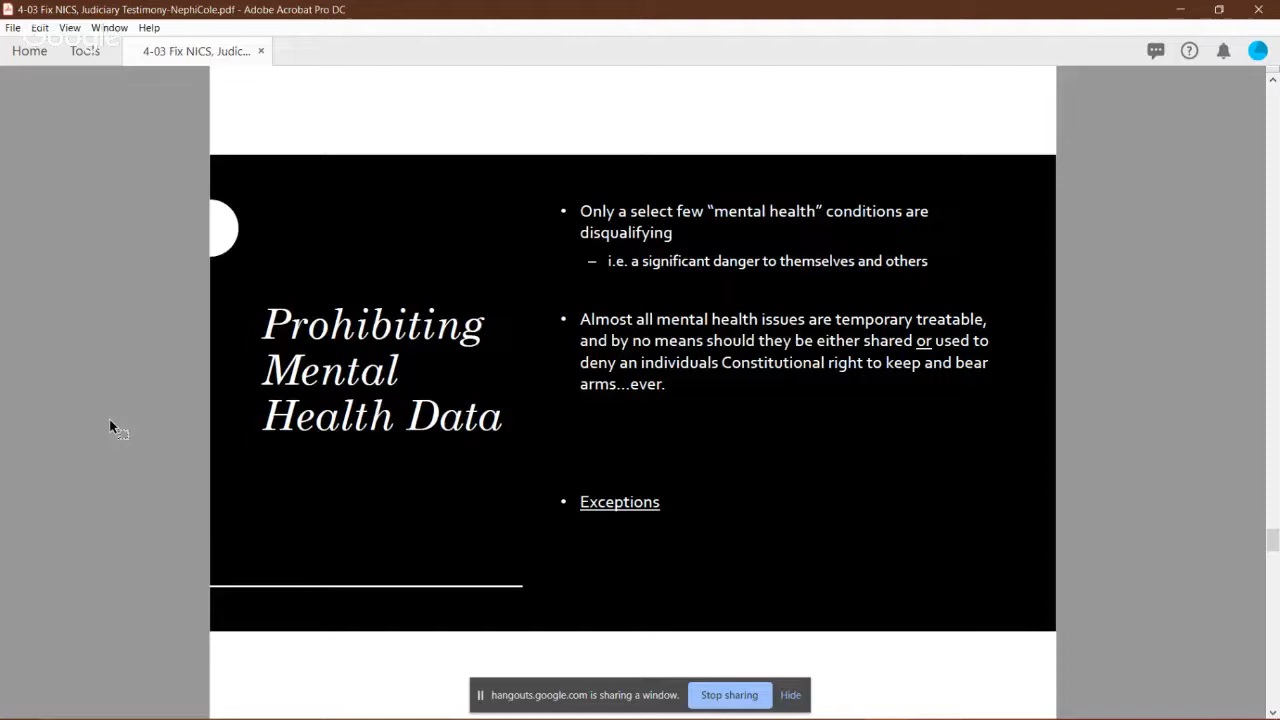 4-03 Fix NICS, Judiciary Testimony-NephiCole.pdf - Adobe Acrobat Pro DC
File Edit View Window Help
Google
Home Tools 4-03 Fix NICS, Judic... ×
• Only a select few “mental health” conditions are
disqualifying
– i.e. a significant danger to themselves and others
Prohibiting
Mental
Health Data
• Almost all mental health issues are temporary treatable,
and by no means should they be either shared or used to
deny an individuals Constitutional right to keep and bear
arms...ever.
• Exceptions
hangouts.google.com is sharing a window. Stop sharing Hide